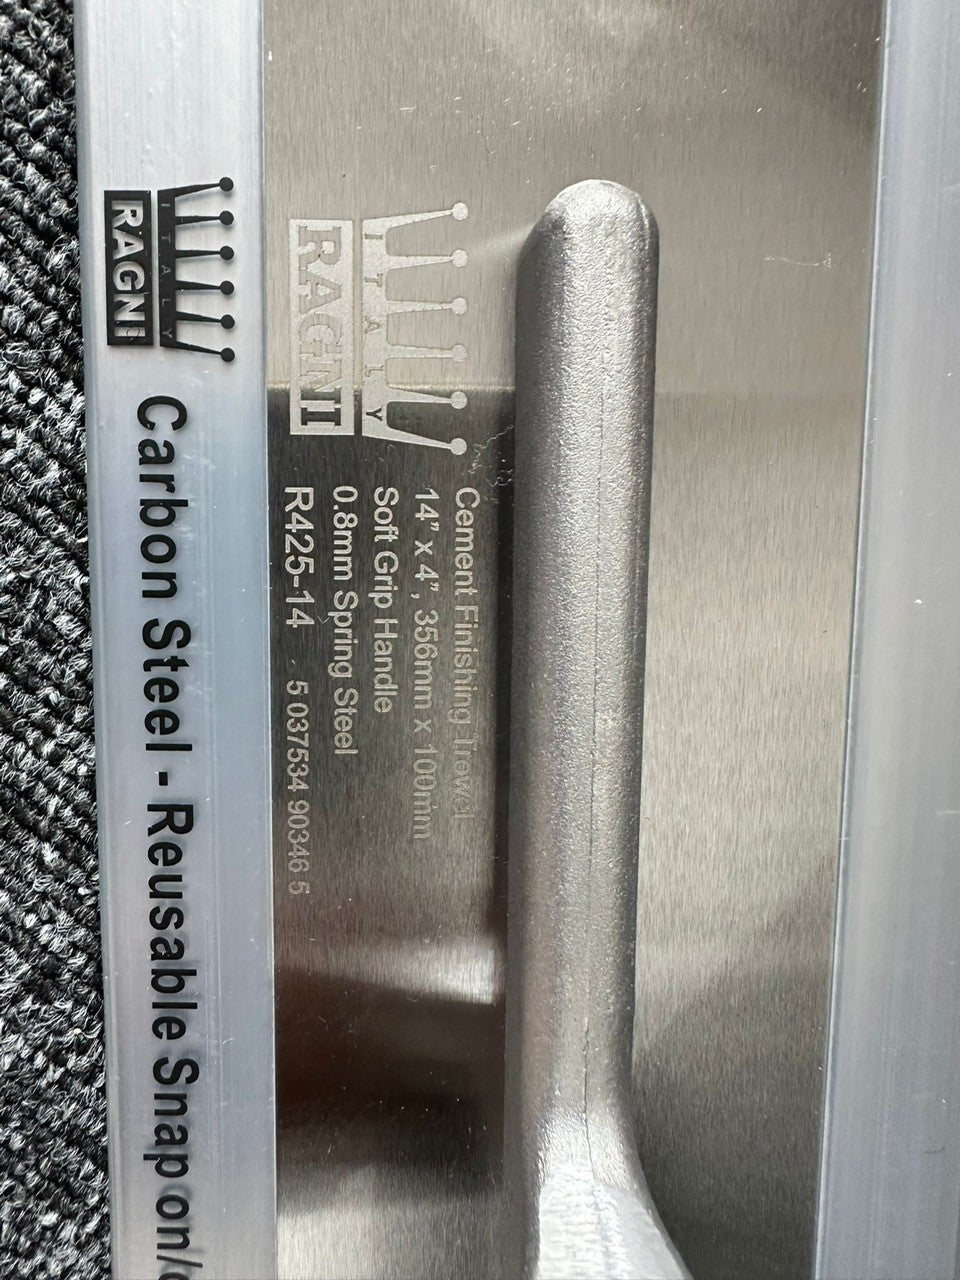 ITALY
RAGNI
Carbon Steel - Reusable Snap on/
ITALY
RAGNI
Cement Finishing Trowel
14” x 4”, 356mm x 100mm
Soft Grip Handle
0.8mm Spring Steel
R425-14 5 037534 90346 5